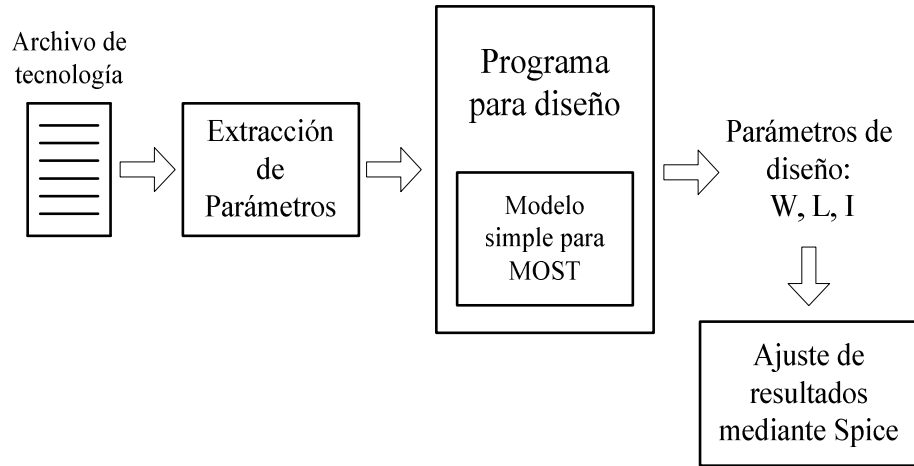 Archivo de
tecnología
Extracción
de
Parámetros
Programa
para diseño
Modelo
simple para
MOST
Parámetros de
diseño:
W, L, I
Ajuste de
resultados
mediante Spice